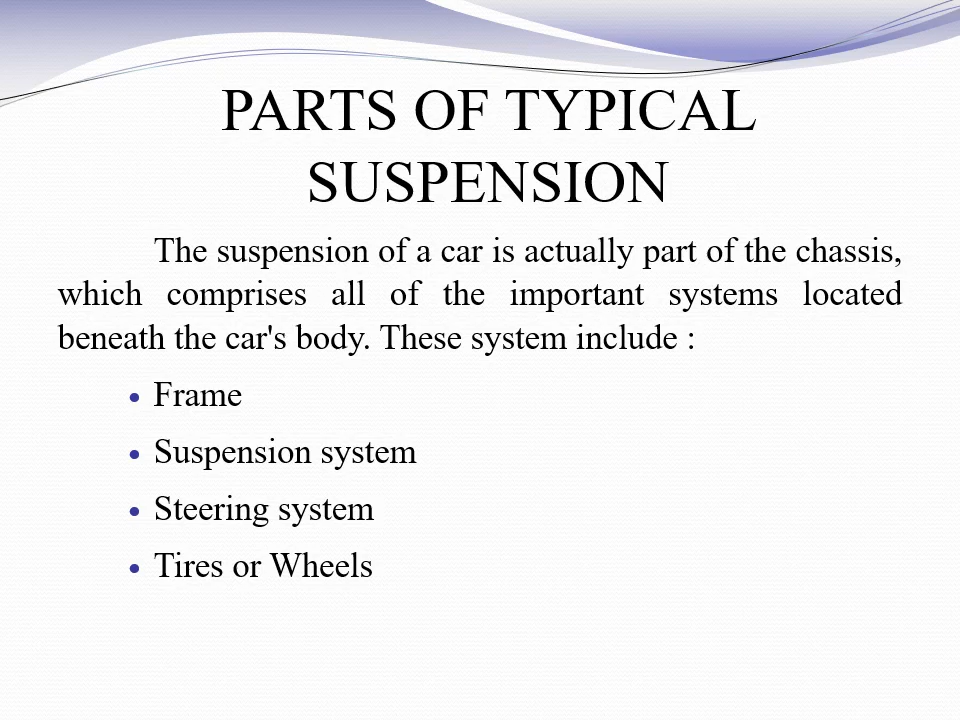 PARTS OF TYPICAL
SUSPENSION
The suspension of a car is actually part of the chassis,
which comprises all of the important systems located
beneath the car's body. These system include :
• Frame
• Suspension system
• Steering system
• Tires or Wheels